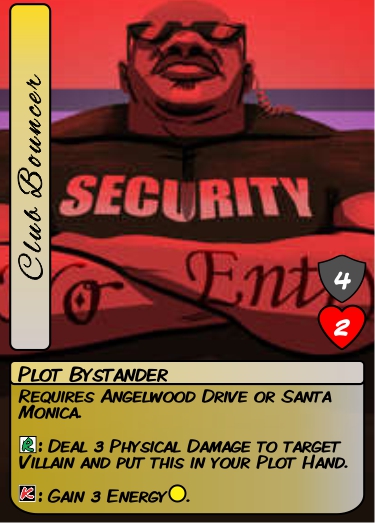 Club Bouncer
SECURITY
No Ent
4
2
PLOT BYSTANDER
REQUIRES ANGELWOOD DRIVE OR SANTA
MONICA.
R: DEAL 3 PHYSICAL DAMAGE TO TARGET
VILLAIN AND PUT THIS IN YOUR PLOT HAND.
K: GAIN 3 ENERGY.